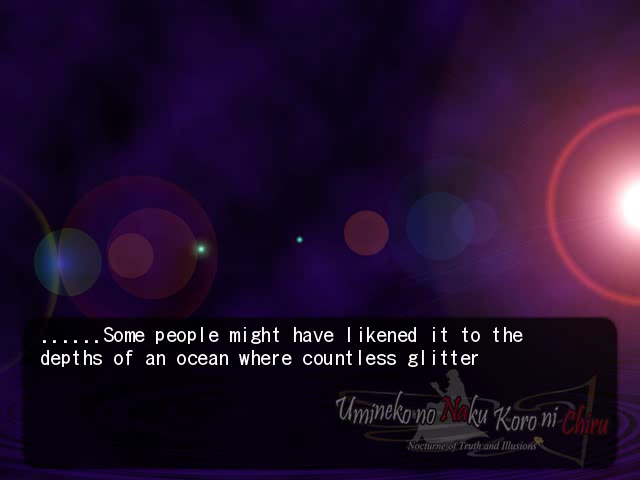 ......Some people might have likened it to the
depths of an ocean where countless glitter
Umineko no Naku Koro ni Chiru
Nocturne of Truth and Illusions